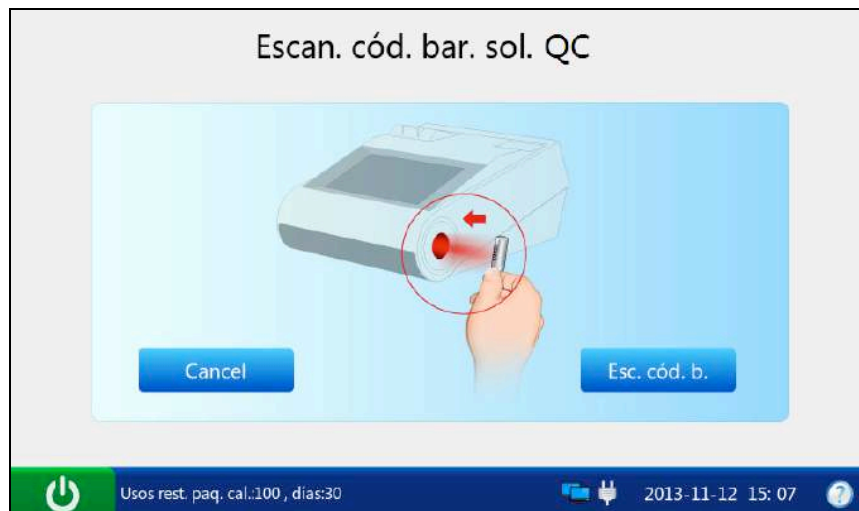 Escan. cód. bar. sol. QC
Cancel
Esc. cód. b.
Usos rest. paq. cal.:100 , dias:30
2013-11-12 15: 07
?